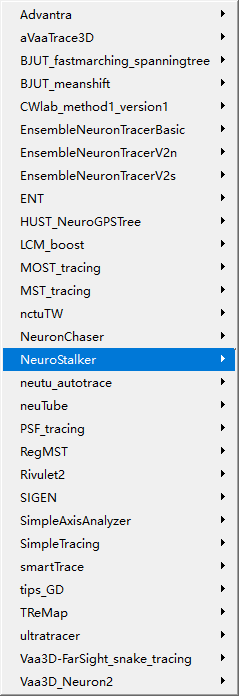 Advantra
aVaaTrace3D
BJUT_fastmarching_spanningtree
BJUT_meanshift
CWlab_method1_version1
EnsembleNeuronTracerBasic
EnsembleNeuronTracerV2n
EnsembleNeuronTracerV2s
ENT
HUST_NeuroGPSTree
LCM_boost
MOST_tracing
MST_tracing
nctuTW
NeuronChaser
NeuroStalker
neutu_autotrace
neuTube
PSF_tracing
RegMST
Rivulet2
SIGEN
SimpleAxisAnalyzer
SimpleTracing
smartTrace
tips_GD
TReMap
ultratracer
Vaa3D-FarSight_snake_tracing
Vaa3D_Neuron2